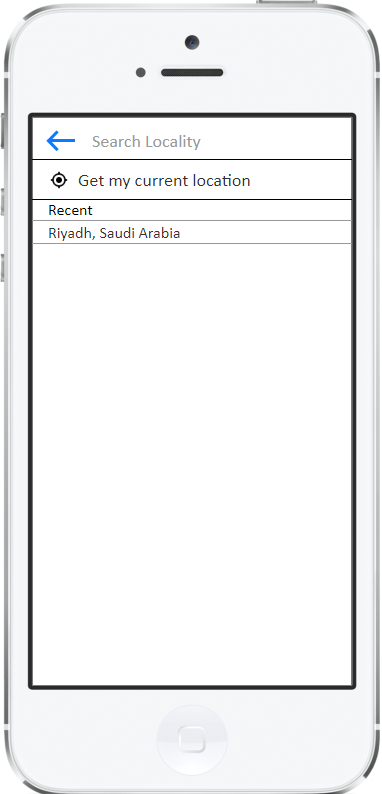 Search Locality
Get my current location
Recent
Riyadh, Saudi Arabia